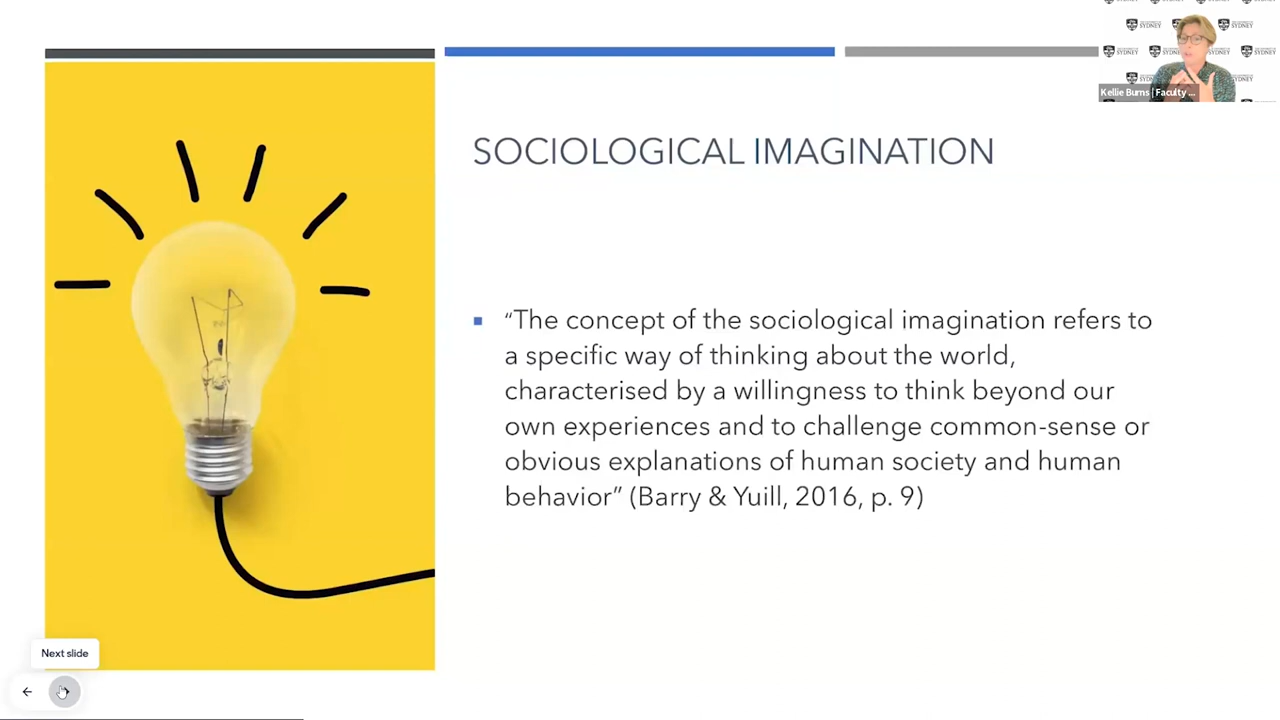 SYDNEY
Kellie Burns | Faculty ...
SOCIOLOGICAL IMAGINATION
“The concept of the sociological imagination refers to
a specific way of thinking about the world,
characterised by a willingness to think beyond our
own experiences and to challenge common-sense or
obvious explanations of human society and human
behavior” (Barry & Yuill, 2016, p. 9)
Next slide